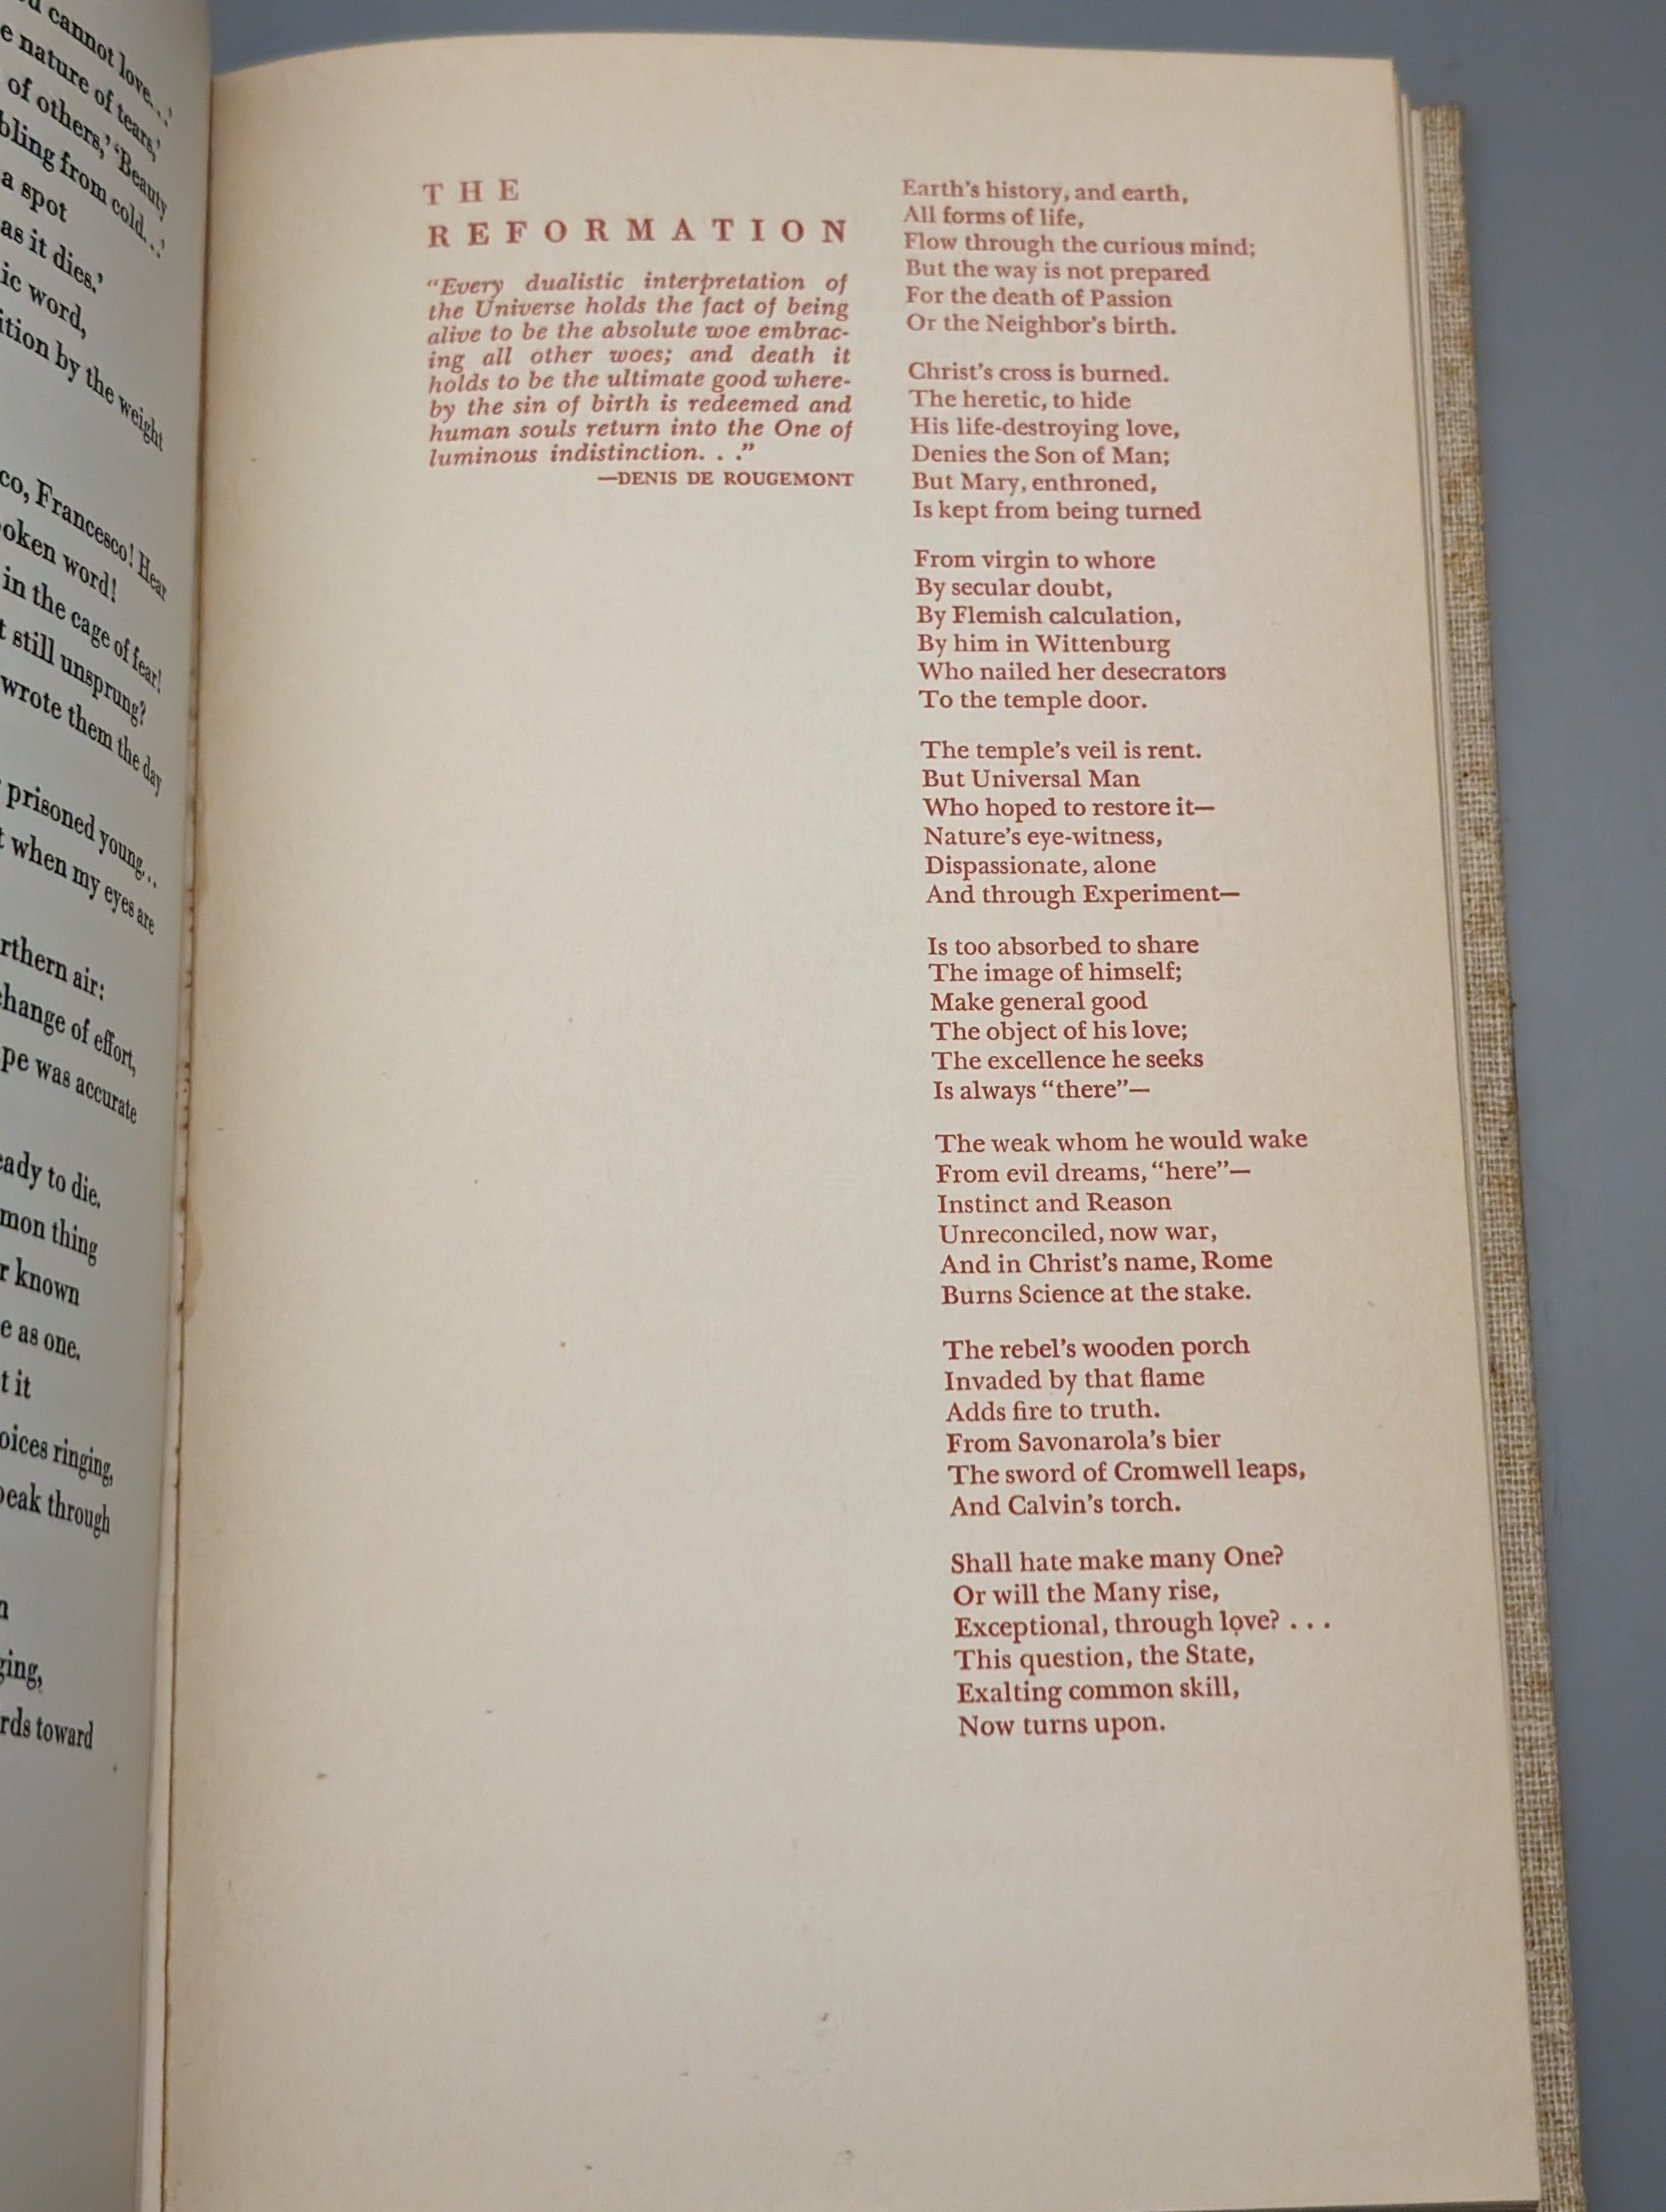 cannot love. . .'
nature of tears,'
of others,' 'Beauty
bling from cold. . .'
a spot
as it dies.'
ic word,
ition by the weight
co, Francesco! Hear
oken word!
in the cage of fear!
t still unsprung?
wrote them the day
prisoned young. . .
t when my eyes are
rthern air:
change of effort,
pe was accurate
eady to die.
mon thing
r known
e as one.
t it
oices ringing,
peak through
n
ging,
rds toward
THE
REFORMATION
“Every dualistic interpretation of
the Universe holds the fact of being
alive to be the absolute woe embrac-
ing all other woes; and death it
holds to be the ultimate good where-
by the sin of birth is redeemed and
human souls return into the One of
luminous indistinction. . .”
—DENIS DE ROUGEMONT
Earth’s history, and earth,
All forms of life,
Flow through the curious mind;
But the way is not prepared
For the death of Passion
Or the Neighbor’s birth.
Christ’s cross is burned.
The heretic, to hide
His life-destroying love,
Denies the Son of Man;
But Mary, enthroned,
Is kept from being turned
From virgin to whore
By secular doubt,
By Flemish calculation,
By him in Wittenburg
Who nailed her desecrators
To the temple door.
The temple’s veil is rent.
But Universal Man
Who hoped to restore it—
Nature’s eye-witness,
Dispassionate, alone
And through Experiment—
Is too absorbed to share
The image of himself;
Make general good
The object of his love;
The excellence he seeks
Is always “there”—
The weak whom he would wake
From evil dreams, “here”—
Instinct and Reason
Unreconciled, now war,
And in Christ’s name, Rome
Burns Science at the stake.
The rebel’s wooden porch
Invaded by that flame
Adds fire to truth.
From Savonarola’s bier
The sword of Cromwell leaps,
And Calvin’s torch.
Shall hate make many One?
Or will the Many rise,
Exceptional, through love? . . .
This question, the State,
Exalting common skill,
Now turns upon.